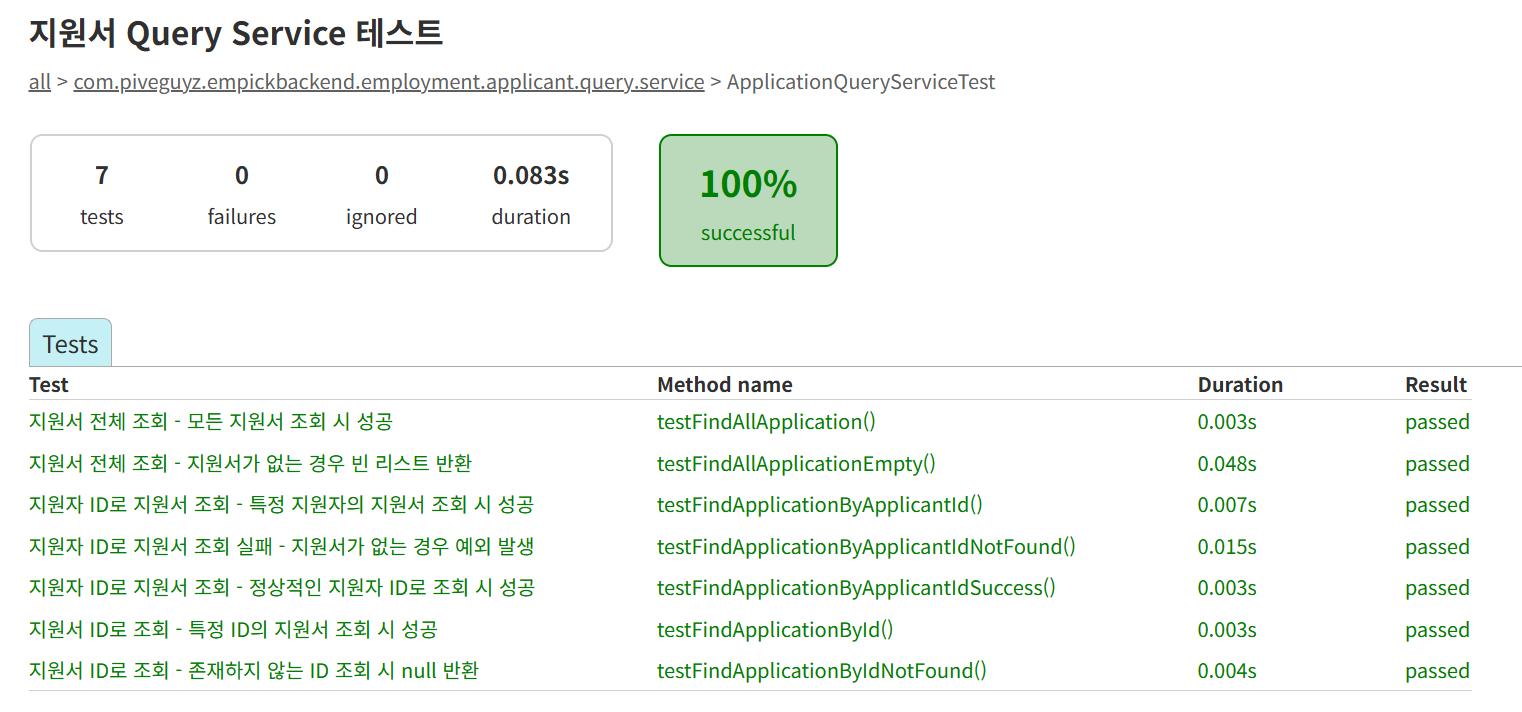 지원서 Query Service 테스트
all > com.piveguyz.empickbackend.employment.applicant.query.service > ApplicationQueryServiceTest
7 0 0 0.083s
tests failures ignored duration
100%
successful
Tests
Test Method name Duration Result
지원서 전체 조회 - 모든 지원서 조회 시 성공 testFindAllApplication() 0.003s passed
지원서 전체 조회 - 지원서가 없는 경우 빈 리스트 반환 testFindAllApplicationEmpty() 0.048s passed
지원자 ID로 지원서 조회 - 특정 지원자의 지원서 조회 시 성공 testFindApplicationByApplicantId() 0.007s passed
지원자 ID로 지원서 조회 실패 - 지원서가 없는 경우 예외 발생 testFindApplicationByApplicantIdNotFound() 0.015s passed
지원자 ID로 지원서 조회 - 정상적인 지원자 ID로 조회 시 성공 testFindApplicationByApplicantIdSuccess() 0.003s passed
지원서 ID로 조회 - 특정 ID의 지원서 조회 시 성공 testFindApplicationById() 0.003s passed
지원서 ID로 조회 - 존재하지 않는 ID 조회 시 null 반환 testFindApplicationByIdNotFound() 0.004s passed